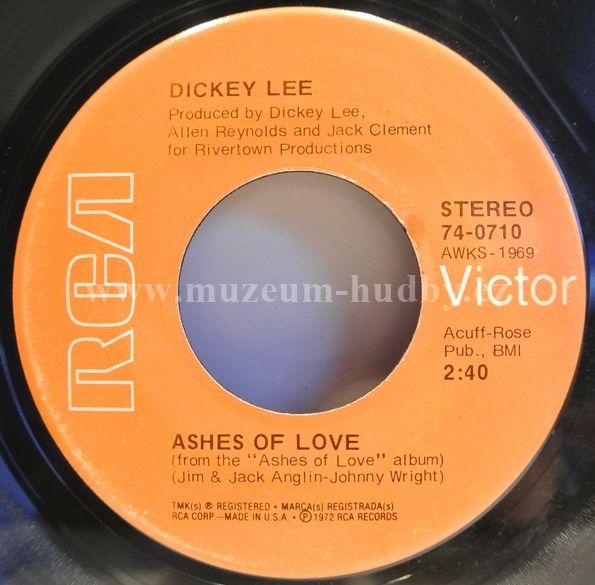 DICKEY LEE
Produced by Dickey Lee,
Allen Reynolds and Jack Clement
for Rivertown Productions
RCA
STEREO
74-0710
AWKS-1969
Victor
www.muzeum-hudby.cz
Acuff-Rose
Pub., BMI
2:40
ASHES OF LOVE
(from the "Ashes of Love" album)
(Jim & Jack Anglin-Johnny Wright)
TMK(s) ® REGISTERED • MARCA(s) REGISTRADA(s)
RCA CORP.-MADE IN U.S.A. • ℗ 1972 RCA RECORDS